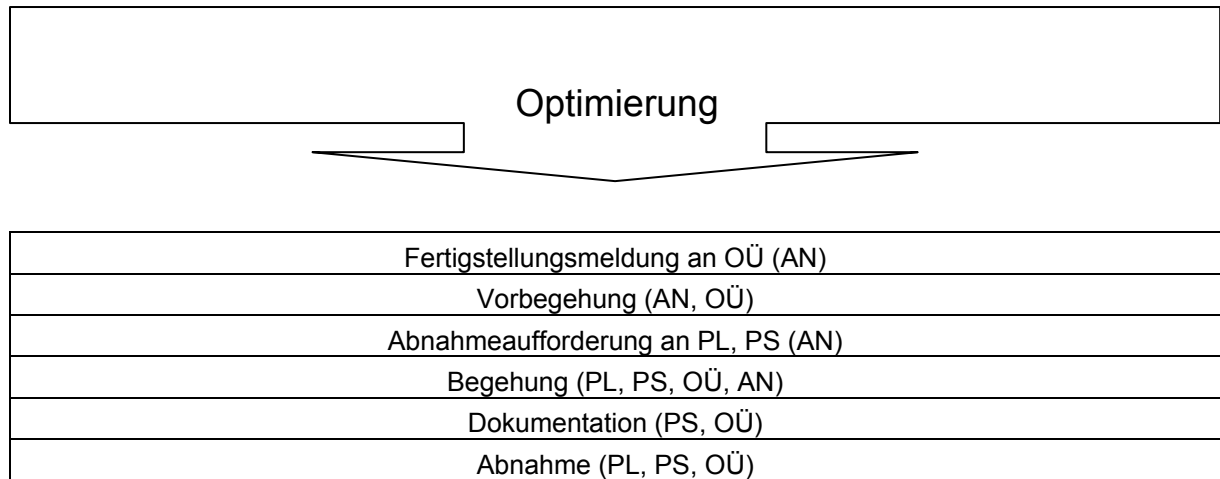 Optimierung
Fertigstellungsmeldung an OÜ (AN)
Vorbegehung (AN, OÜ)
Abnahmeaufforderung an PL, PS (AN)
Begehung (PL, PS, OÜ, AN)
Dokumentation (PS, OÜ)
Abnahme (PL, PS, OÜ)